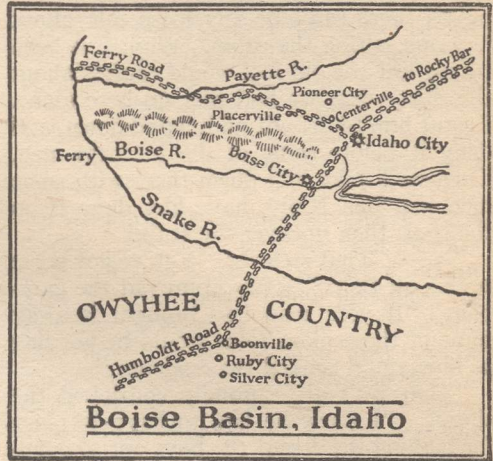 Ferry Road
Payette R.
to Rocky Bar
Pioneer City
Centerville
Placerville
Idaho City
Ferry
Boise R.
Boise City
Snake R.
OWYHEE COUNTRY
Humboldt Road
Boonville
Ruby City
Silver City
Boise Basin, Idaho